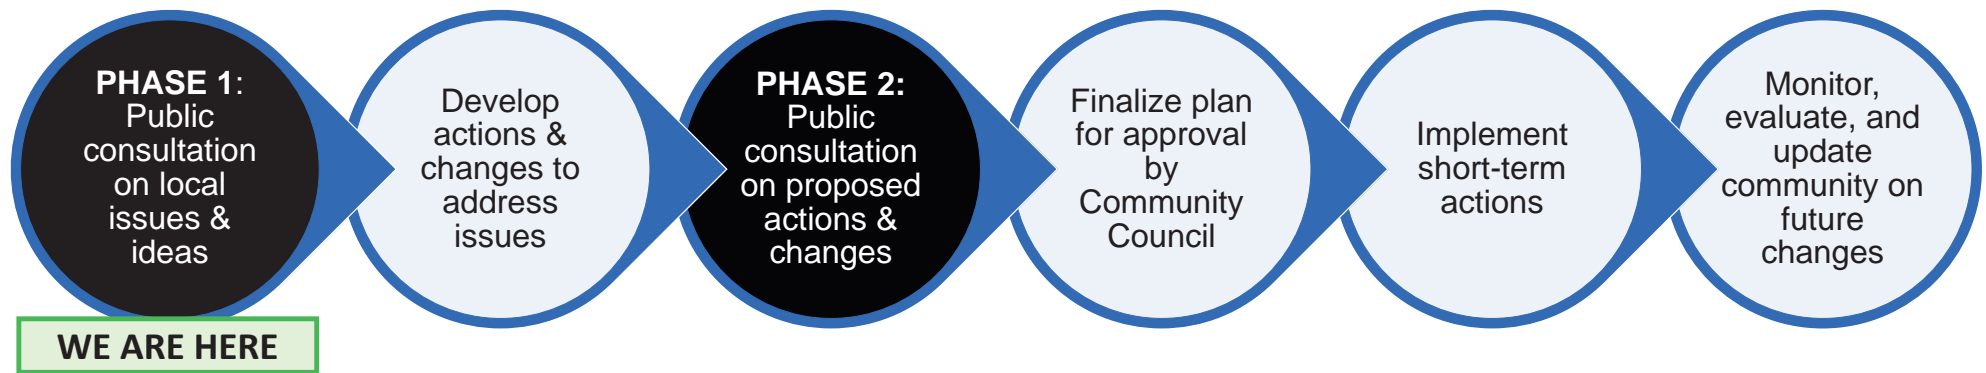 PHASE 1:
Public
consultation
on local
issues &
ideas
Develop
actions &
changes to
address
issues
PHASE 2:
Public
consultation
on proposed
actions &
changes
Finalize plan
for approval
by
Community
Council
Implement
short-term
actions
Monitor,
evaluate, and
update
community on
future
changes
WE ARE HERE